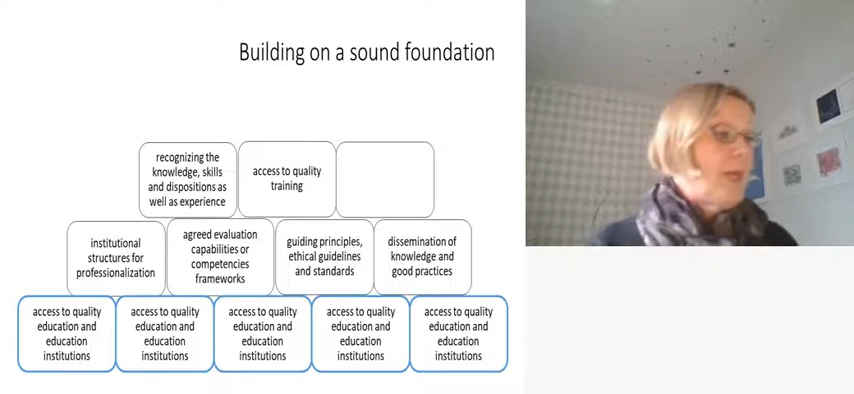 Building on a sound foundation
recognizing the
knowledge, skills
and dispositions as
well as experience
access to quality
training
institutional
structures for
professionalization
agreed evaluation
capabilities or
competencies
frameworks
guiding principles,
ethical guidelines
and standards
dissemination of
knowledge and
good practices
access to quality
education and
education
institutions
access to quality
education and
education
institutions
access to quality
education and
education
institutions
access to quality
education and
education
institutions
access to quality
education and
education
institutions